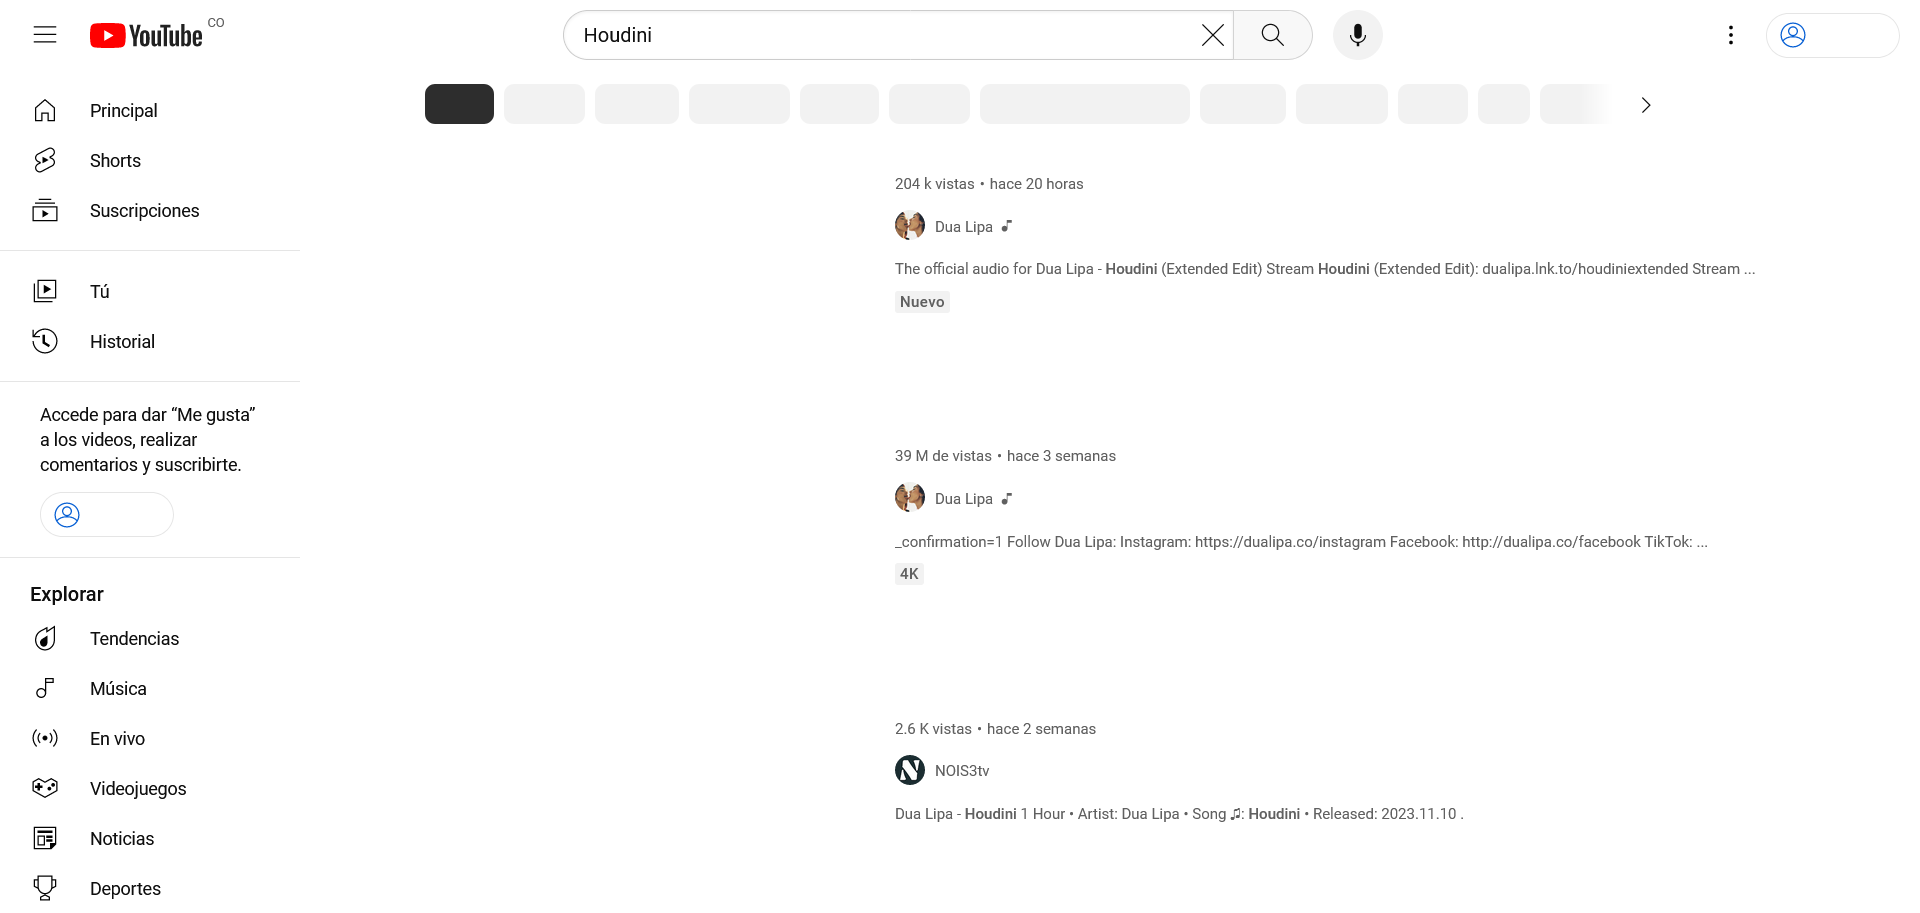 YouTube CO
Houdini
Principal
Shorts
Suscripciones
Tú
Historial
Accede para dar “Me gusta”
a los videos, realizar
comentarios y suscribirte.
Explorar
Tendencias
Música
En vivo
Videojuegos
Noticias
Deportes
204 k vistas • hace 20 horas
Dua Lipa
The official audio for Dua Lipa - Houdini (Extended Edit) Stream Houdini (Extended Edit): dualipa.lnk.to/houdiniextended Stream ...
Nuevo
39 M de vistas • hace 3 semanas
Dua Lipa
_confirmation=1 Follow Dua Lipa: Instagram: https://dualipa.co/instagram Facebook: http://dualipa.co/facebook TikTok: ...
4K
2.6 K vistas • hace 2 semanas
NOIS3tv
Dua Lipa - Houdini 1 Hour • Artist: Dua Lipa • Song ♫: Houdini • Released: 2023.11.10 .